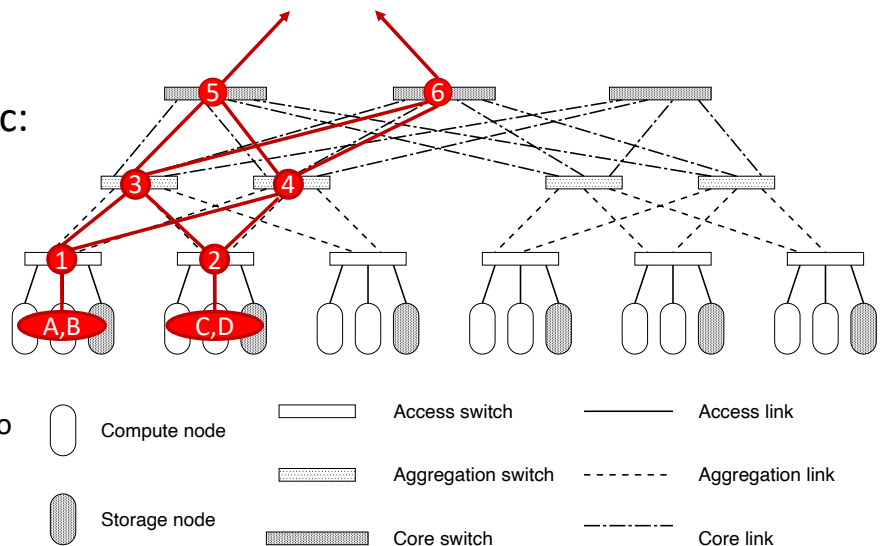 5 6
c:
3 4
1 2
A,B C,D
o
Compute node
Storage node
Access switch
Aggregation switch
Core switch
Access link
Aggregation link
Core link